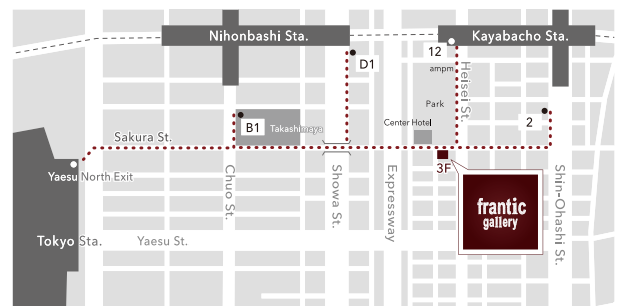 Nihonbashi Sta.
Kayabacho Sta.
12
D1
ampm
Heisei St.
Park
B1
Takashimaya
Center Hotel
2
Sakura St.
Yaesu North Exit
3F
Chuo St.
Showa St.
Expressway
Shin-Ohashi St.
frantic
gallery
Tokyo Sta.
Yaesu St.